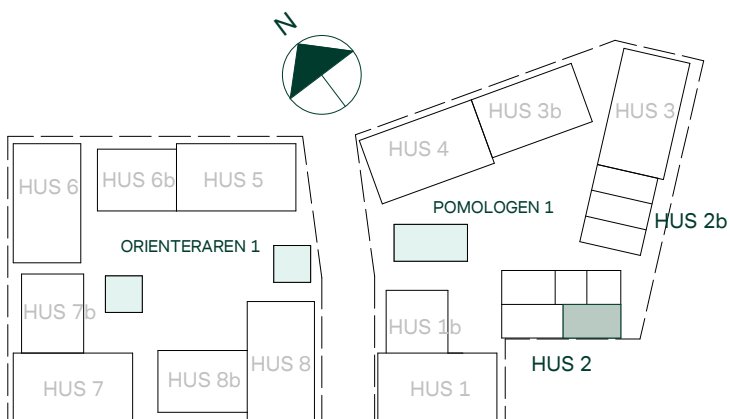 N
HUS 3b
HUS 3
HUS 4
HUS 6
HUS 6b
HUS 5
POMOLOGEN 1
HUS 2b
ORIENTERAREN 1
HUS 7b
HUS 1b
HUS 8
HUS 2
HUS 8b
HUS 7
HUS 1